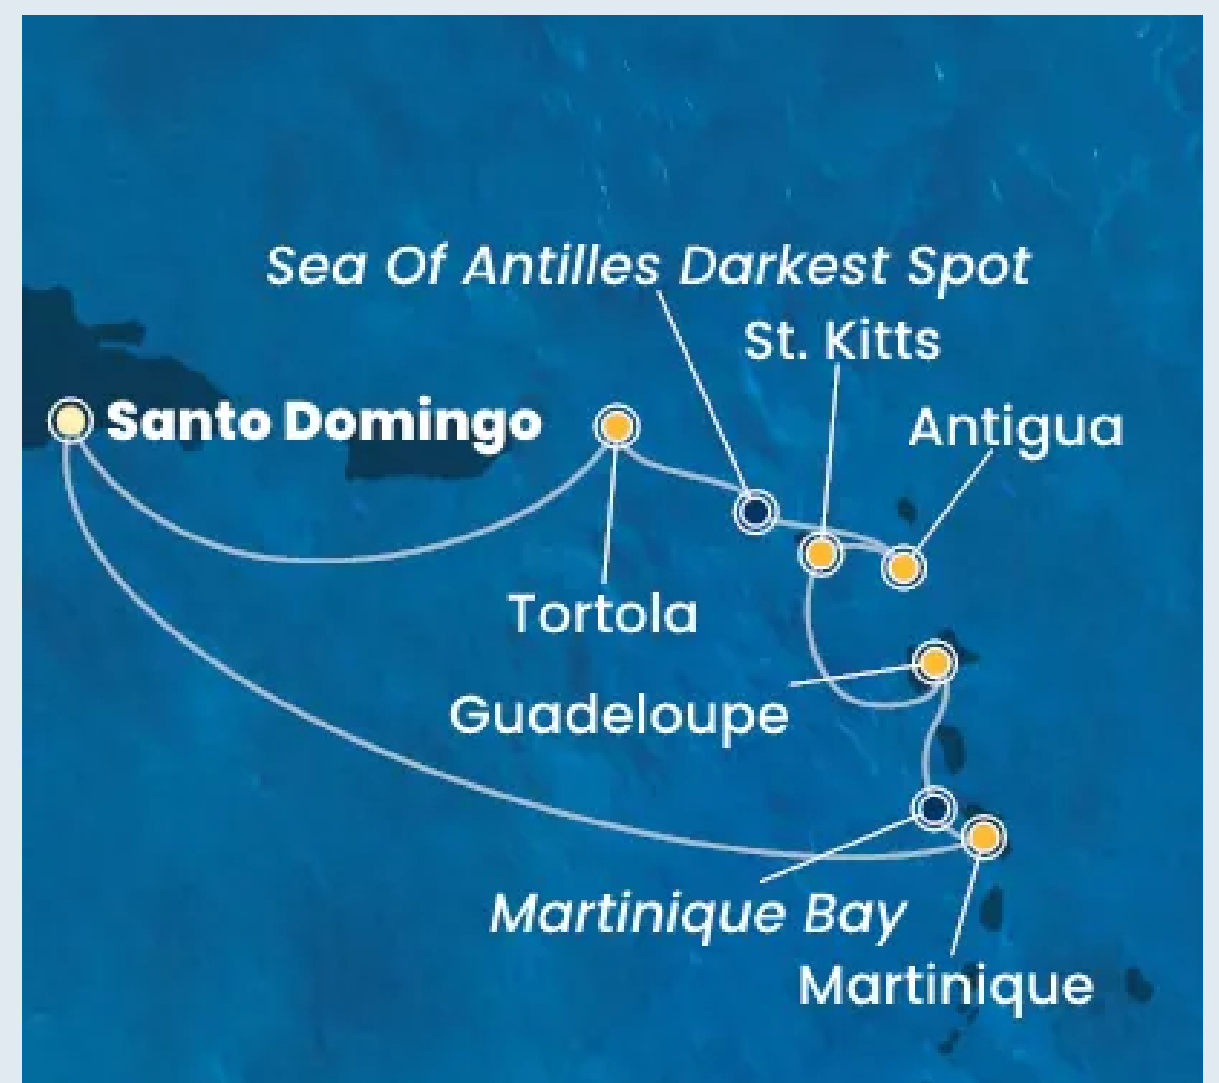 Sea Of Antilles Darkest Spot
St. Kitts
Santo Domingo
Antigua
Tortola
Guadeloupe
Martinique Bay
Martinique